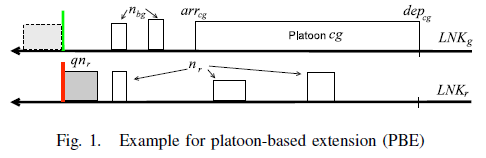 n_bg arr_cg dep_cg
Platoon cg LNK_g
qn_r n_r
LNK_r
Fig. 1. Example for platoon-based extension (PBE)